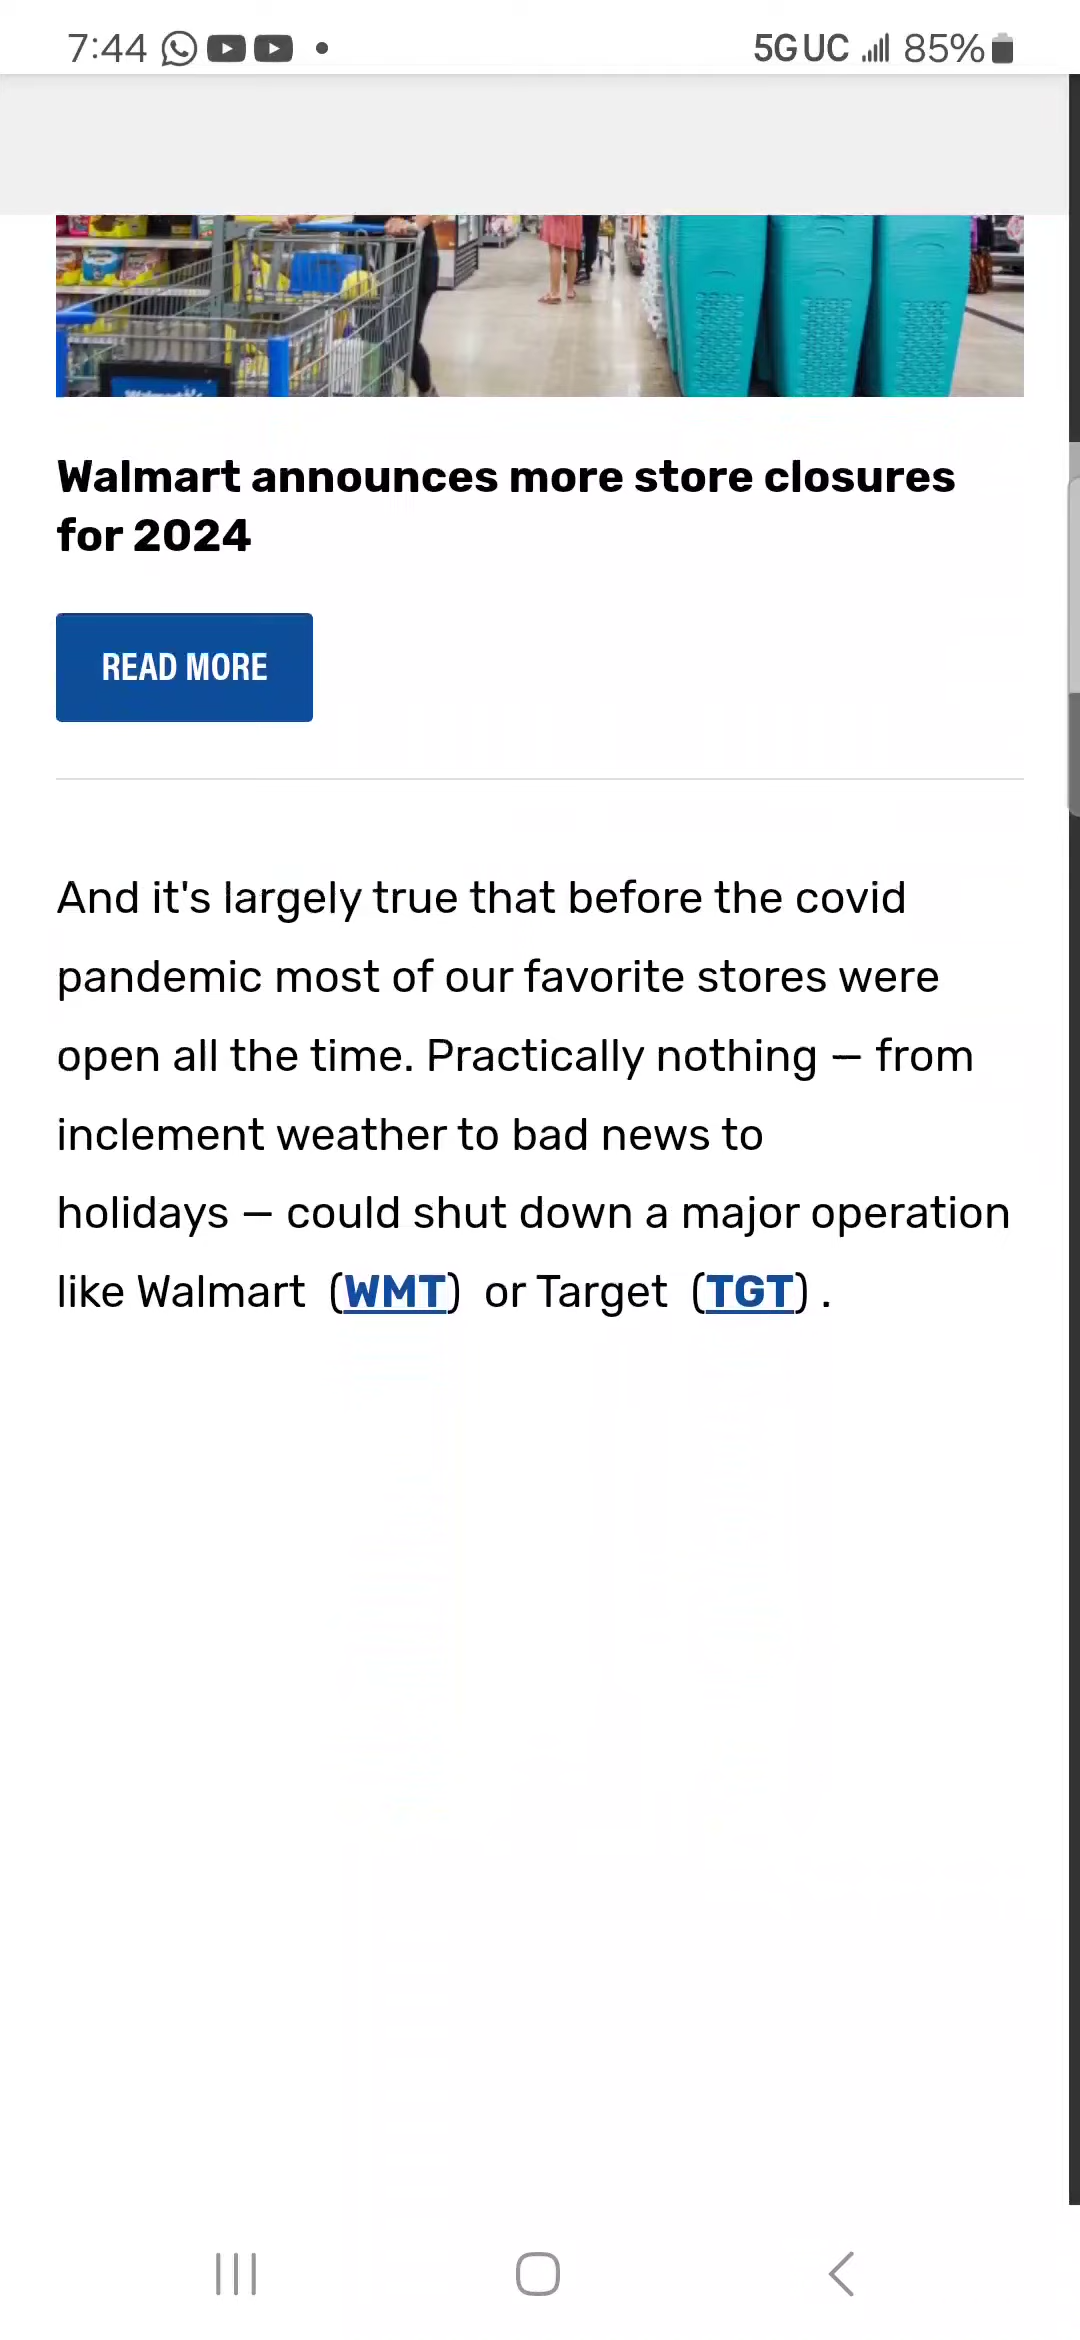 7:44
5G UC 85%
Walmart
Walmart announces more store closures
for 2024
READ MORE
And it's largely true that before the covid
pandemic most of our favorite stores were
open all the time. Practically nothing — from
inclement weather to bad news to
holidays — could shut down a major operation
like Walmart (WMT) or Target (TGT) .